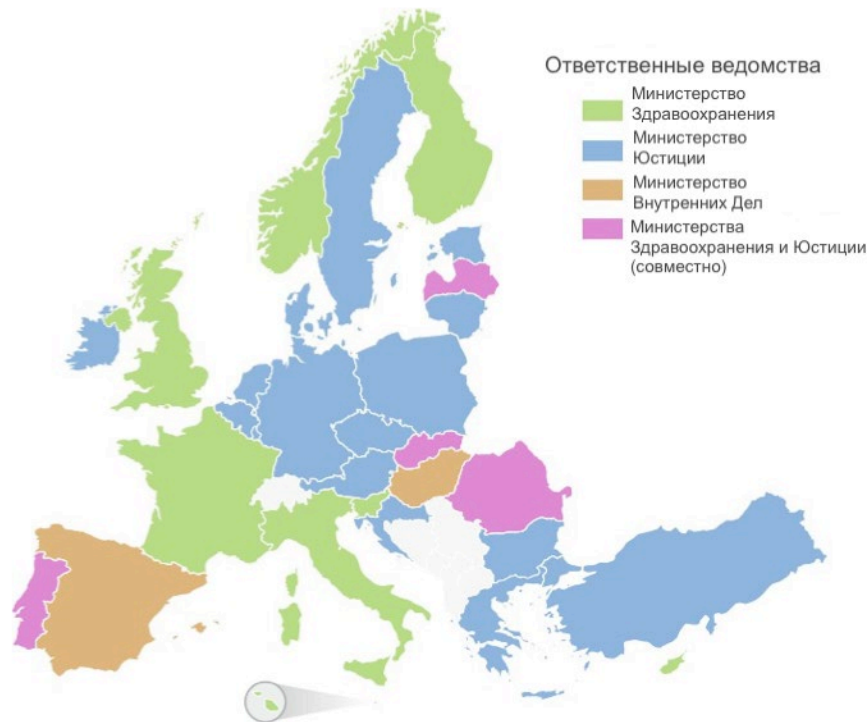 Ответственные ведомства
Министерство
Здравоохранения
Министерство
Юстиции
Министерство
Внутренних Дел
Министерства
Здравоохранения и Юстиции
(совместно)